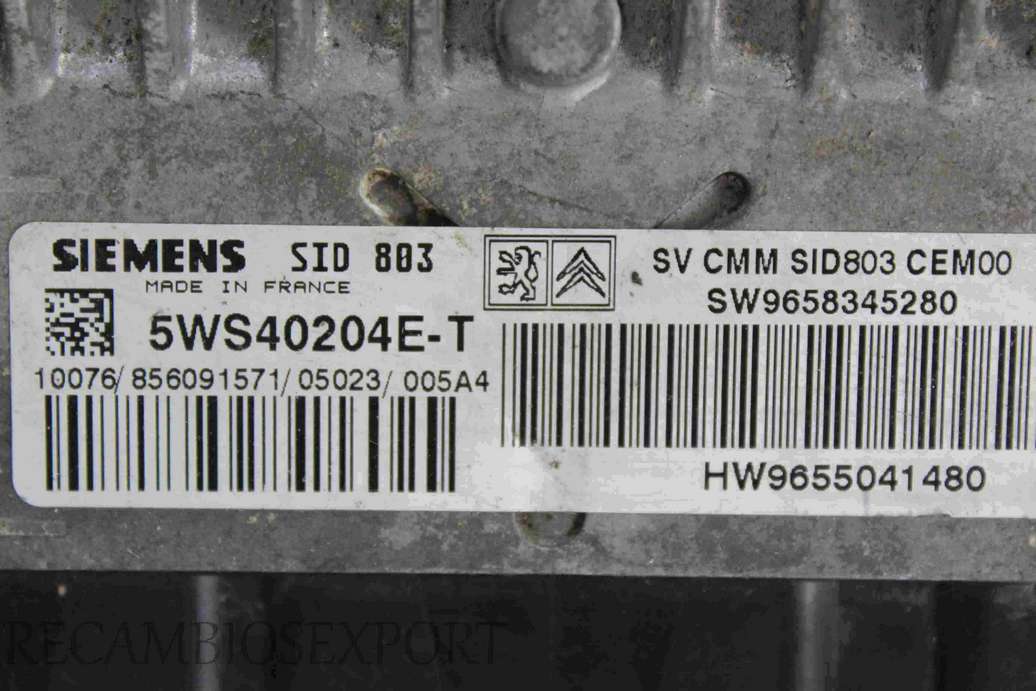 SIEMENS SID 803
MADE IN FRANCE
5WS40204E-T
10076/856091571/05023/005A4
SV CMM SID803 CEM00
SW9658345280
HW9655041480
RECAMBIOSEXPORT